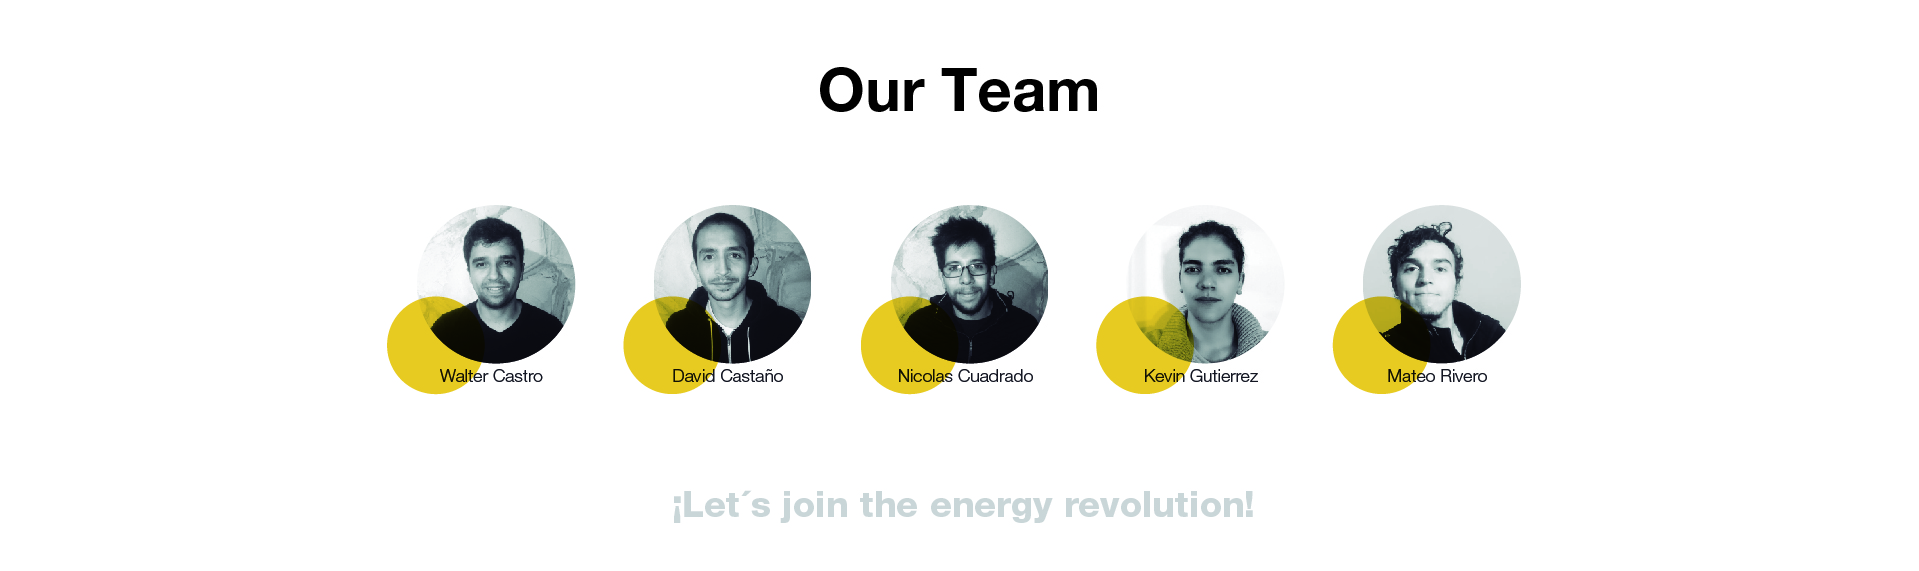 Our Team
Walter Castro
David Castaño
Nicolas Cuadrado
Kevin Gutierrez
Mateo Rivero
¡Let´s join the energy revolution!